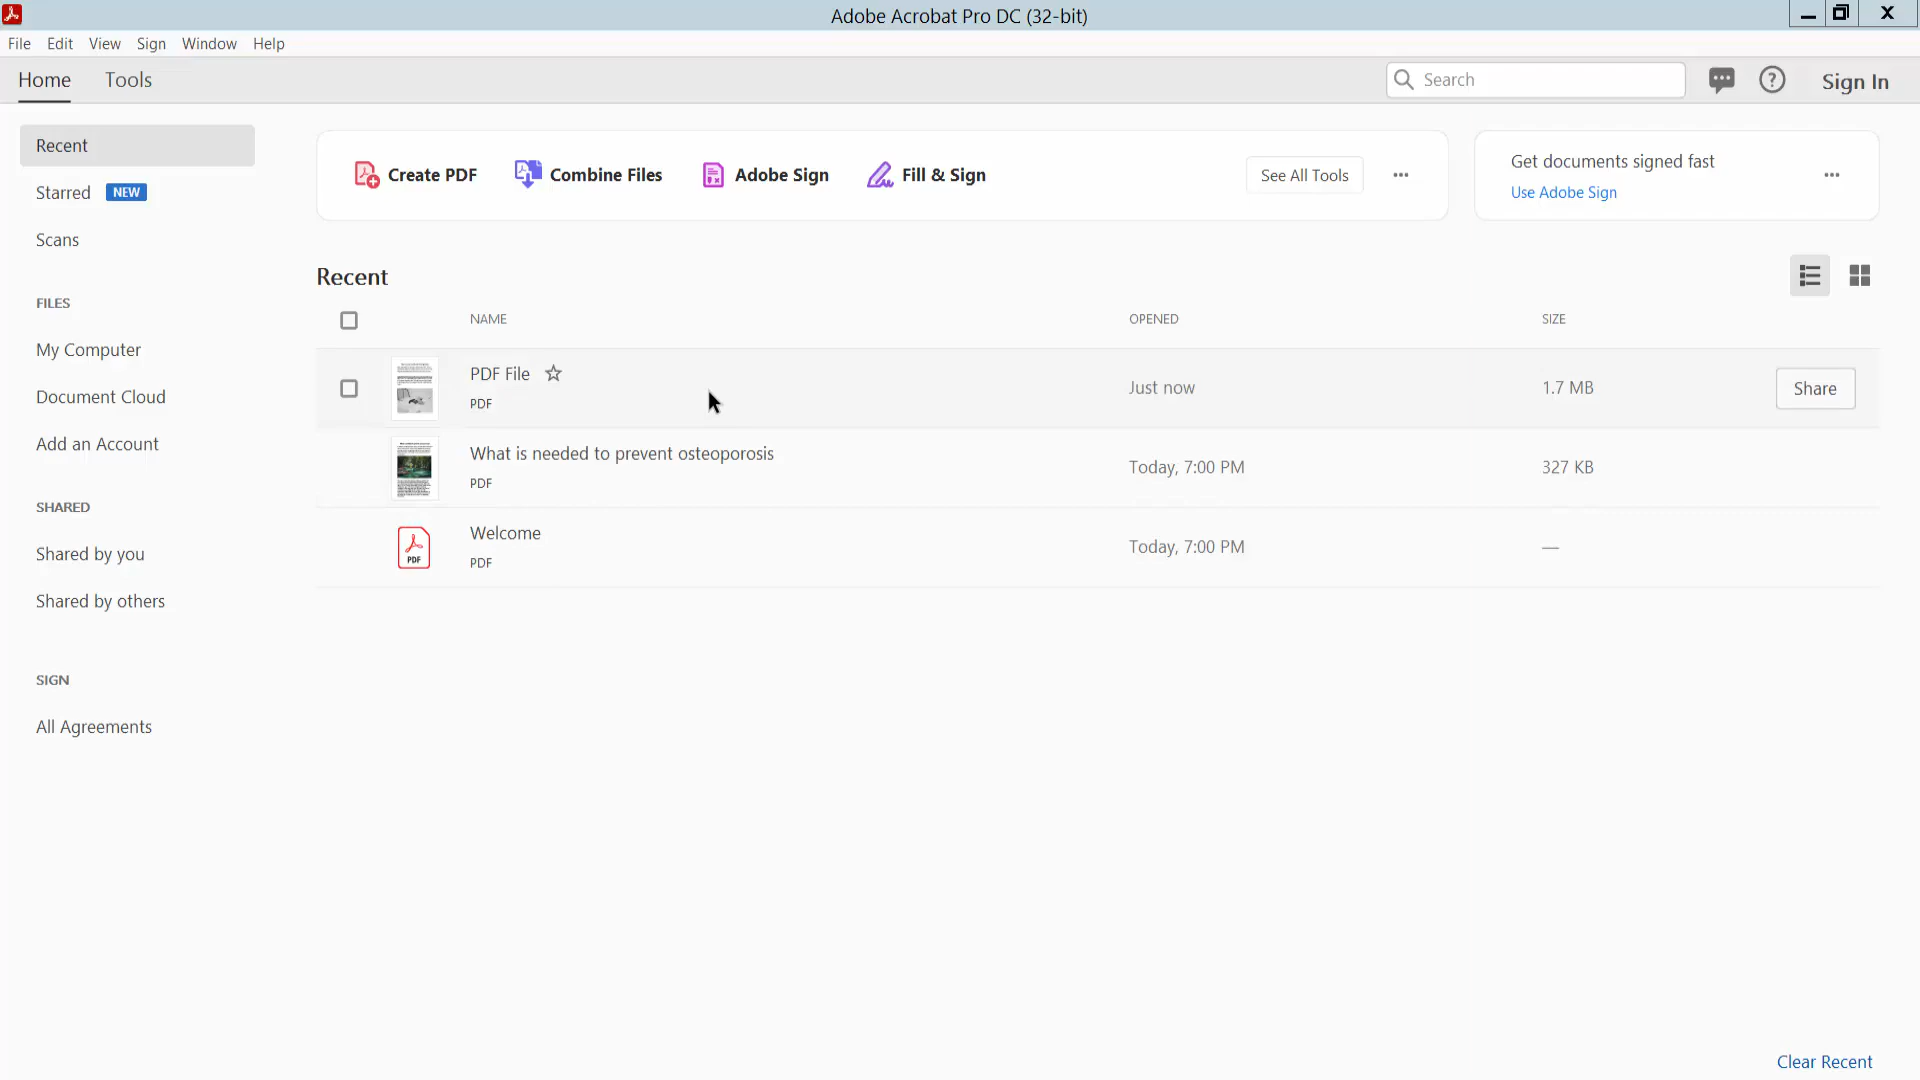 Adobe Acrobat Pro DC (32-bit)
File Edit View Sign Window Help
Home Tools Search Sign In
Recent
Starred NEW
Scans
FILES
My Computer
Document Cloud
Add an Account
SHARED
Shared by you
Shared by others
SIGN
All Agreements
Create PDF Combine Files Adobe Sign Fill & Sign See All Tools
Get documents signed fast
Use Adobe Sign
Recent
NAME OPENED SIZE
PDF File Just now 1.7 MB Share
PDF
What is needed to prevent osteoporosis Today, 7:00 PM 327 KB
PDF
Welcome Today, 7:00 PM —
PDF
PDF
Clear Recent